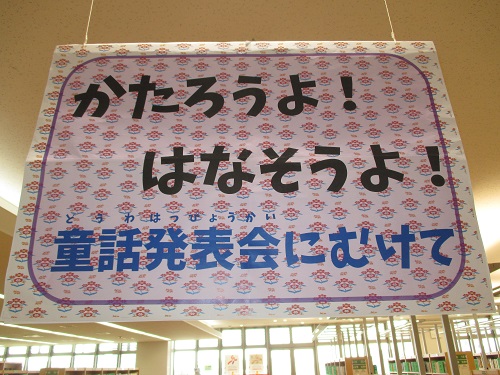 かたろうよ！
はなそうよ！
どうわはっぴょうかい
童話発表会にむけて